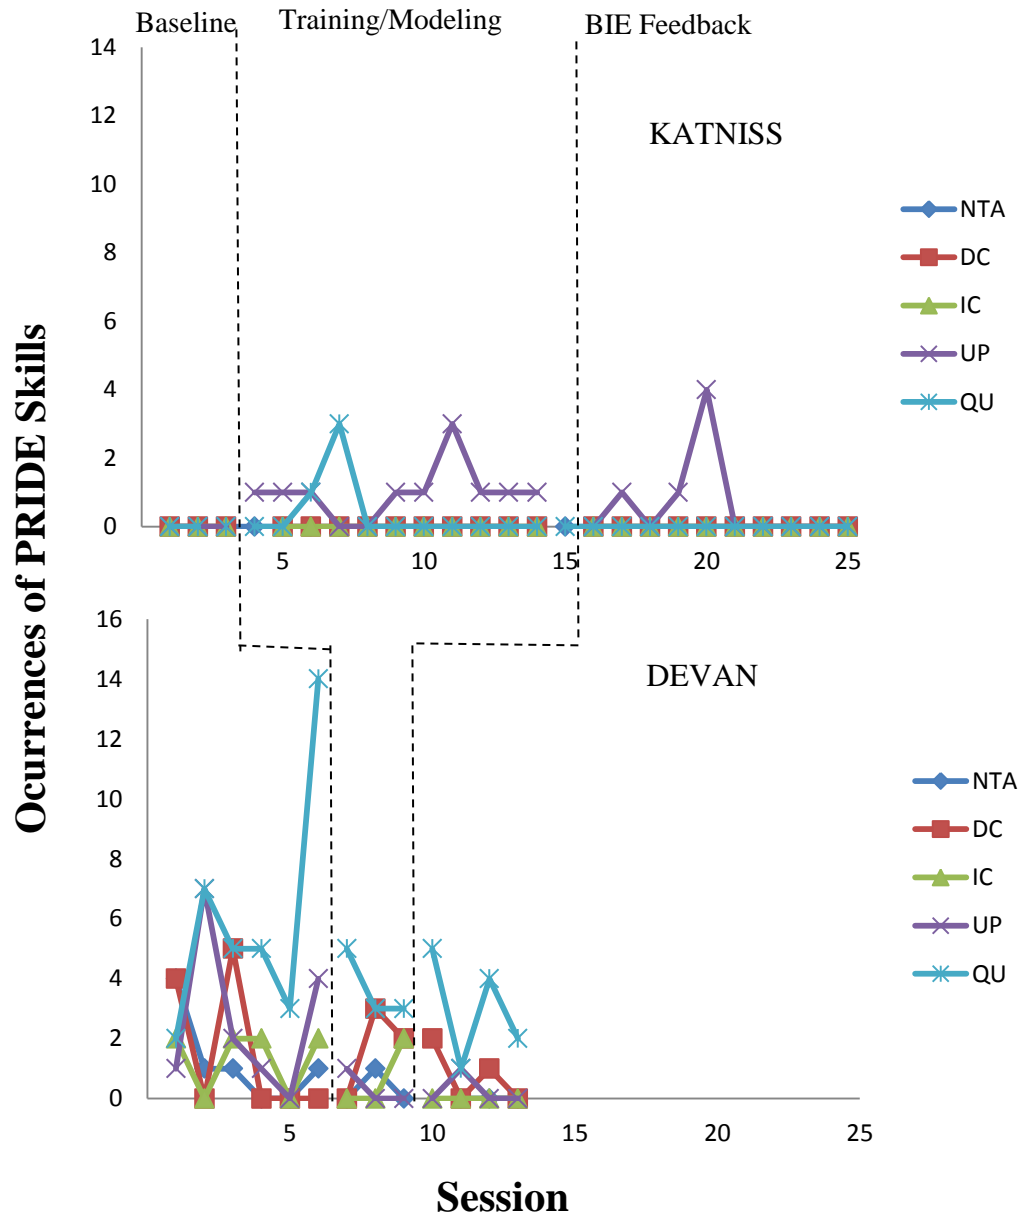 Baseline Training/Modeling BIE Feedback
14
12
10
8
6
4
2
0
5 10 15 20 25
KATNISS
NTA
DC
IC
UP
QU
Ocurrences of PRIDE Skills
16
14
12
10
8
6
4
2
0
5 10 15 20 25
DEVAN
NTA
DC
IC
UP
QU
Session